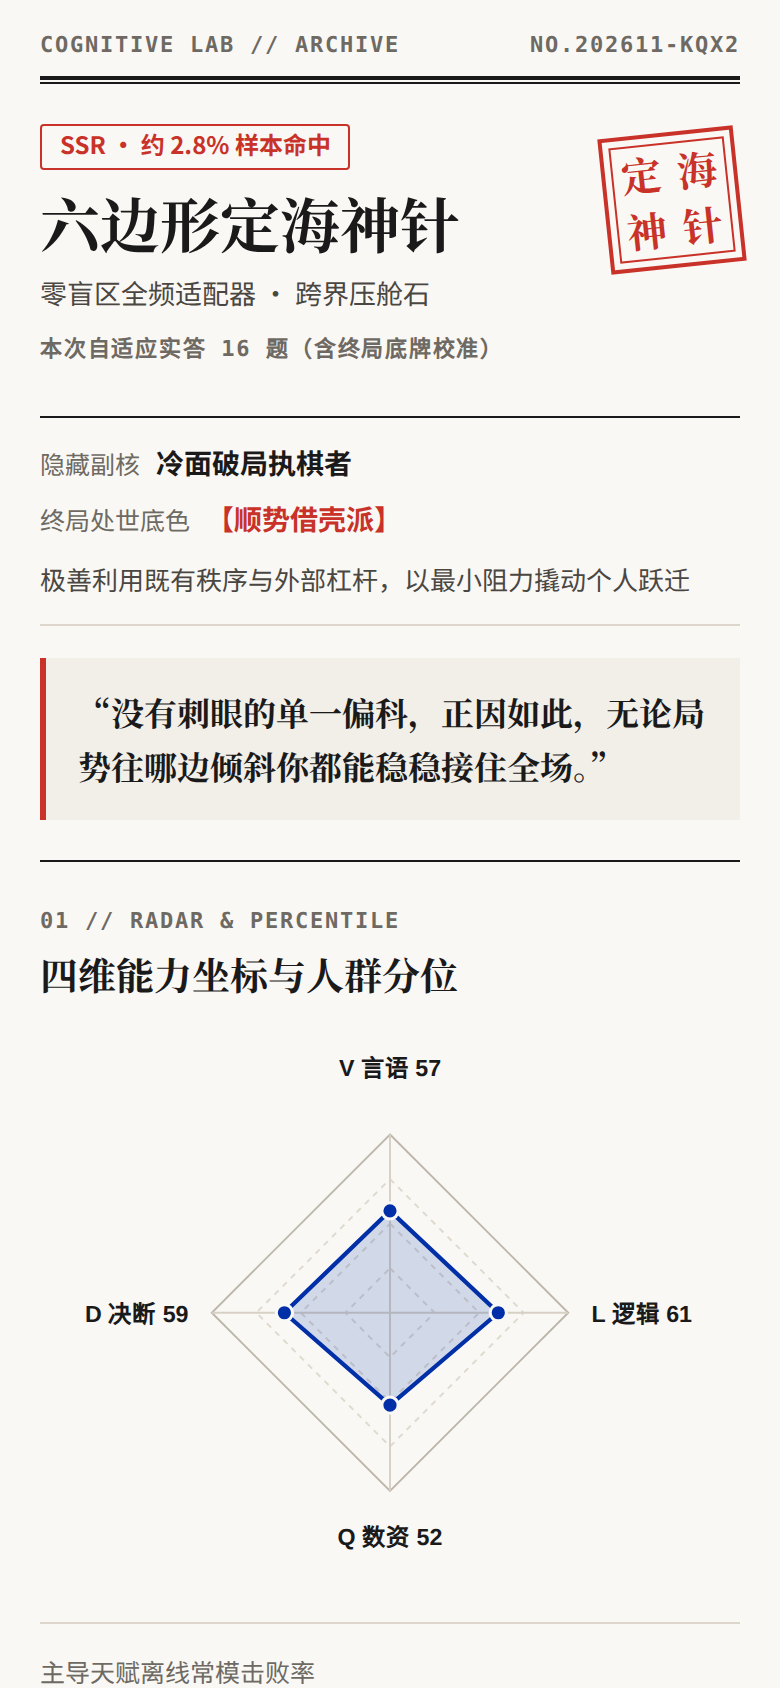 COGNITIVE LAB // ARCHIVE
NO.202611-KQX2
SSR · 约 2.8% 样本命中
定海
神针
六边形定海神针
零盲区全频适配器 · 跨界压舱石
本次自适应实答 16 题（含终局底牌校准）
隐藏副核 冷面破局执棋者
终局处世底色 【顺势借壳派】
极善利用既有秩序与外部杠杆，以最小阻力撬动个人跃迁
“没有刺眼的单一偏科，正因如此，无论局
势往哪边倾斜你都能稳稳接住全场。”
01 // RADAR & PERCENTILE
四维能力坐标与人群分位
V 言语 57
D 决断 59
L 逻辑 61
Q 数资 52
主导天赋离线常模击败率